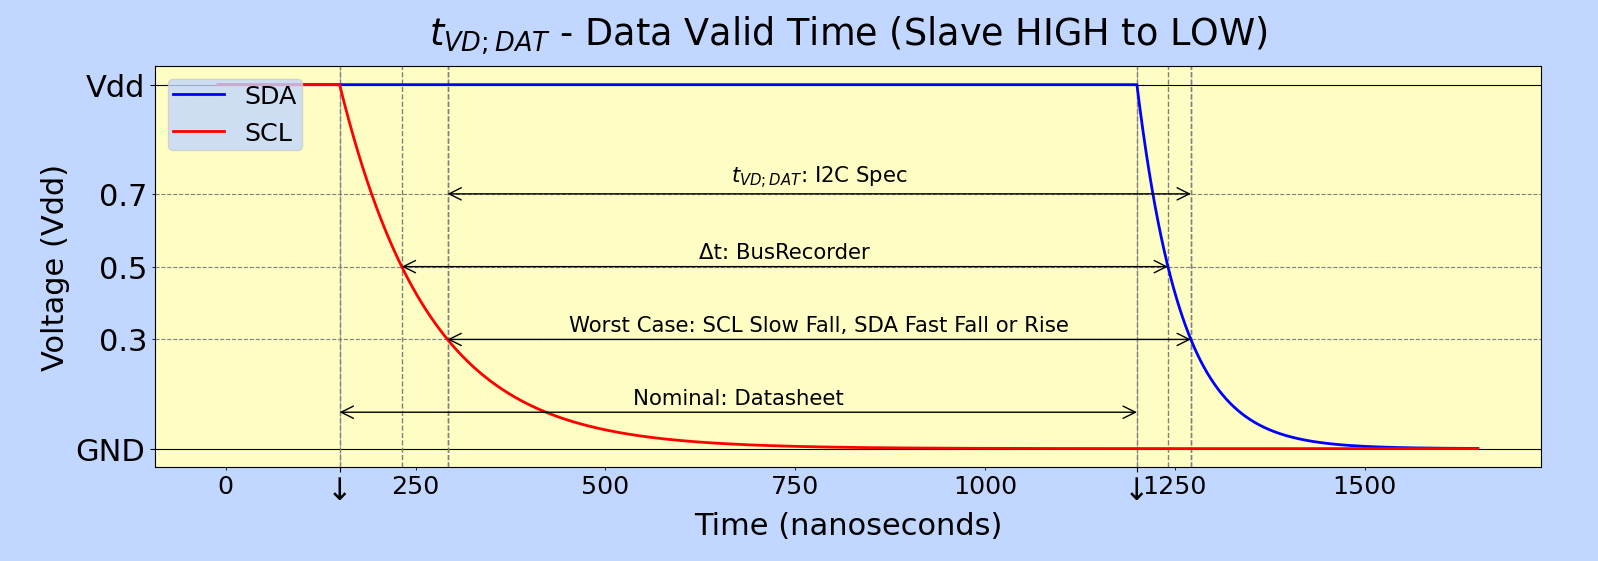 t_VD;DAT - Data Valid Time (Slave HIGH to LOW)
Vdd
SDA
SCL
t_VD;DAT: I2C Spec
0.7
Δt: BusRecorder
0.5
Worst Case: SCL Slow Fall, SDA Fast Fall or Rise
0.3
Nominal: Datasheet
GND
Voltage (Vdd)
0 ↓ 250 500 750 1000 ↓ 1250 1500
Time (nanoseconds)